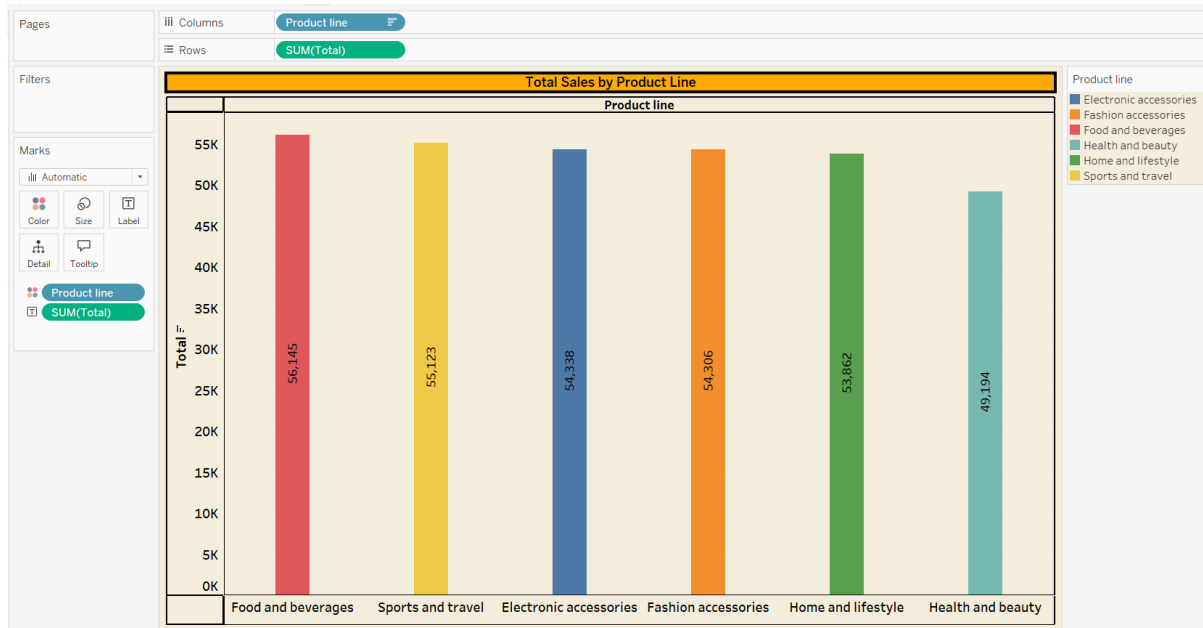 Pages
Columns
Product line
Rows
SUM(Total)
Filters
Marks
Automatic
Color Size Label
Detail Tooltip
Product line
SUM(Total)
Total Sales by Product Line
Product line
Total
55K
50K
45K
40K
35K
30K
25K
20K
15K
10K
5K
0K
56,145
55,123
54,338
54,306
53,862
49,194
Food and beverages Sports and travel Electronic accessories Fashion accessories Home and lifestyle Health and beauty
Product line
Electronic accessories
Fashion accessories
Food and beverages
Health and beauty
Home and lifestyle
Sports and travel